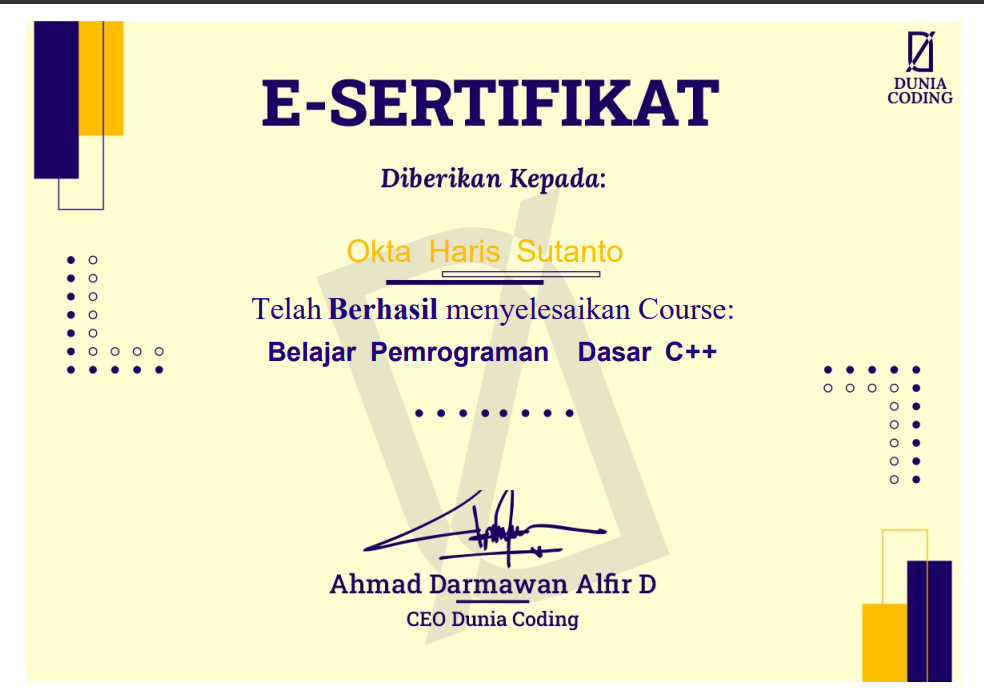 DUNIA
CODING
E-SERTIFIKAT
Diberikan Kepada:
Okta Haris Sutanto
Telah Berhasil menyelesaikan Course:
Belajar Pemrograman Dasar C++
Ahmad Darmawan Alfir D
CEO Dunia Coding